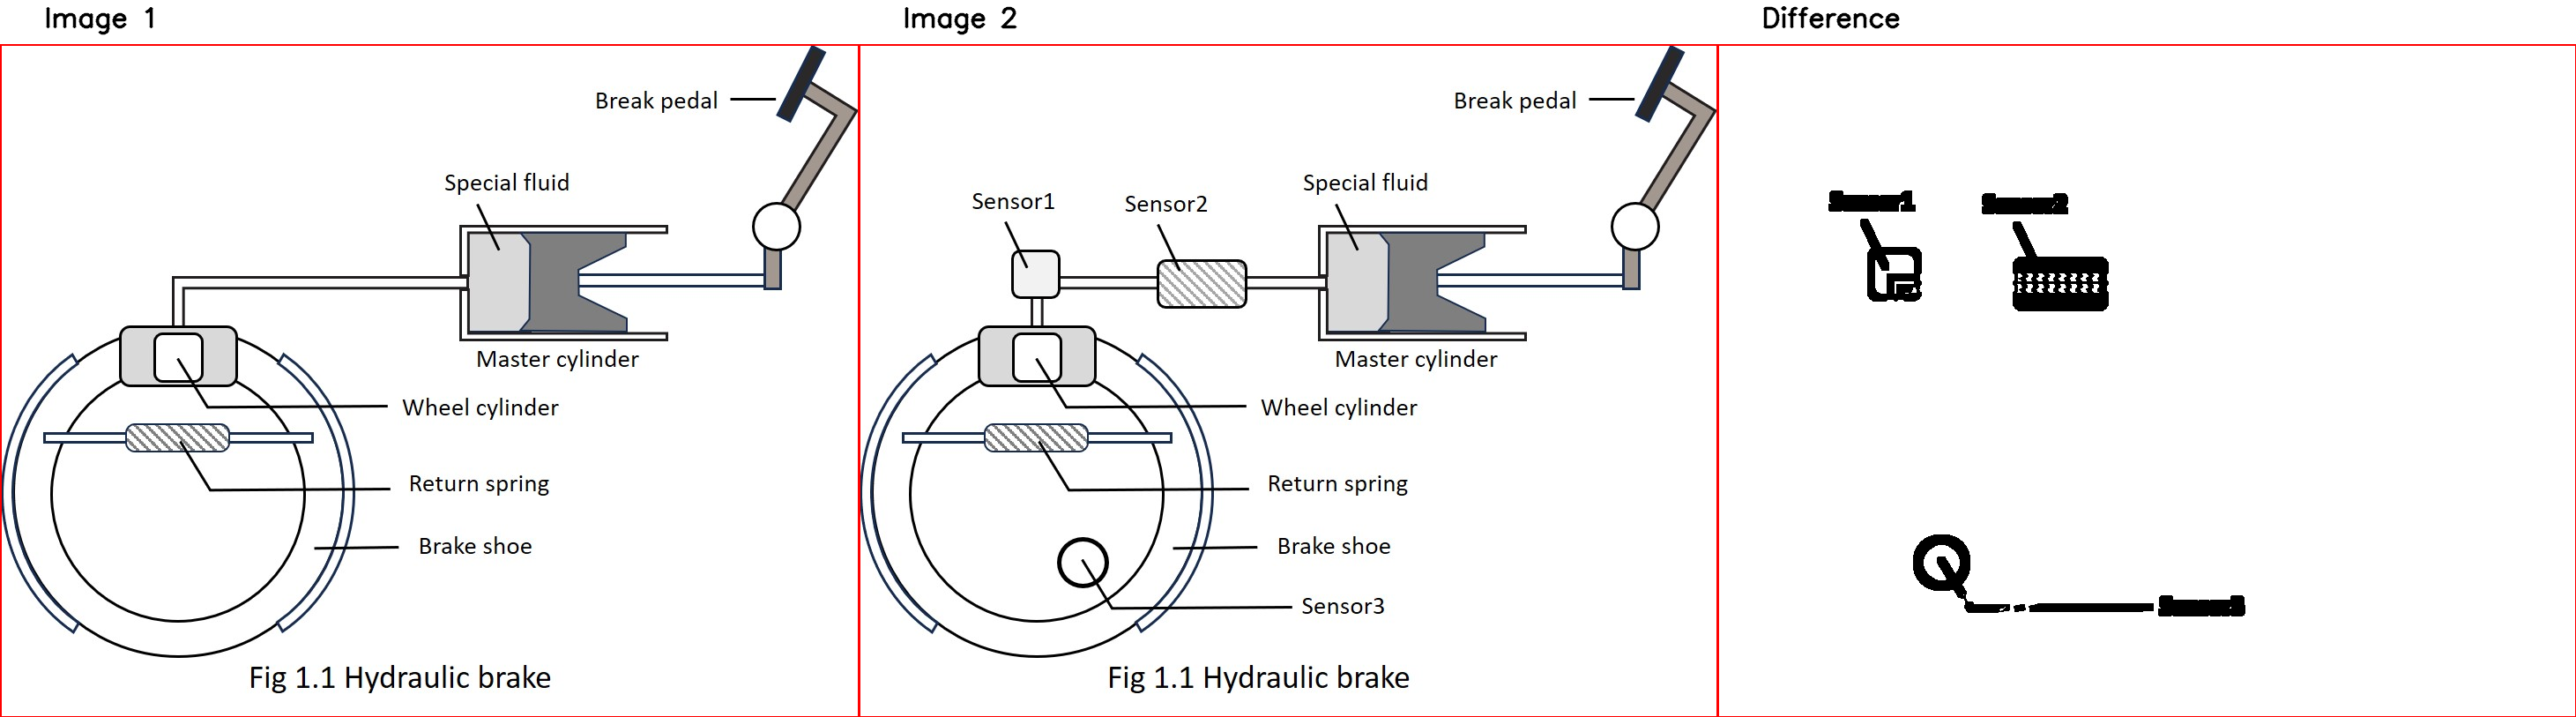 Image 1
Image 2
Difference
Break pedal
Special fluid
Master cylinder
Wheel cylinder
Return spring
Brake shoe
Fig 1.1 Hydraulic brake
Break pedal
Sensor1
Sensor2
Special fluid
Master cylinder
Wheel cylinder
Return spring
Brake shoe
Sensor3
Fig 1.1 Hydraulic brake
Sensor1
Sensor2
Sensor3